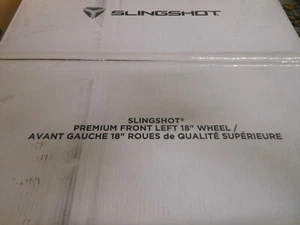 SLINGSHOT
SLINGSHOT®
PREMIUM FRONT LEFT 18" WHEEL /
AVANT GAUCHE 18" ROUES de QUALITÉ SUPÉRIEURE